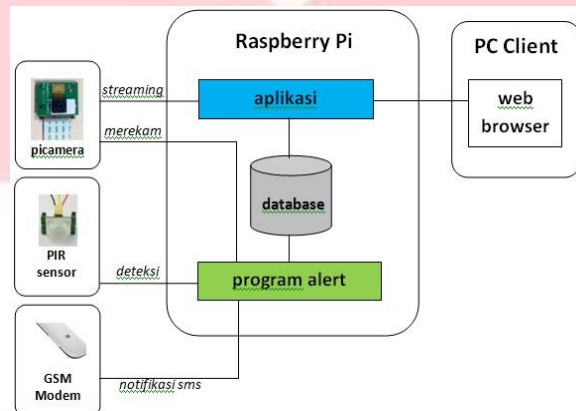 Raspberry Pi
PC Client
streaming
aplikasi
web
browser
picamera
merekam
database
PIR
sensor
deteksi
program alert
GSM
Modem
notifikasi sms